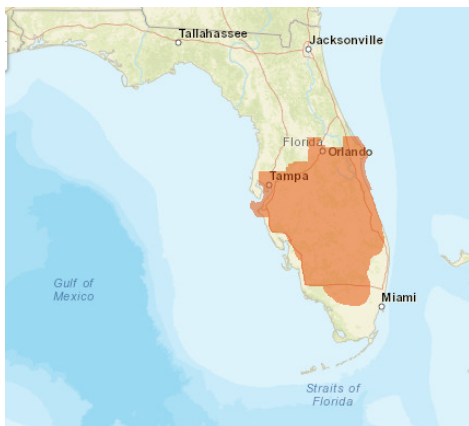 Tallahassee
Jacksonville
Florida
Orlando
Tampa
Gulf of
Mexico
Miami
Straits of
Florida